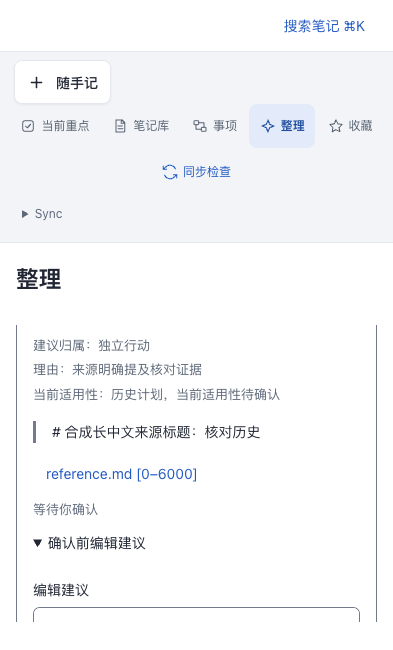 搜索笔记 ⌘K
+ 随手记
当前重点 笔记库 事项 整理 收藏
同步检查
▶ Sync
整理
建议归属：独立行动
理由：来源明确提及核对证据
当前适用性：历史计划，当前适用性待确认
# 合成长中文来源标题：核对历史
reference.md [0–6000]
等待你确认
▼ 确认前编辑建议
编辑建议